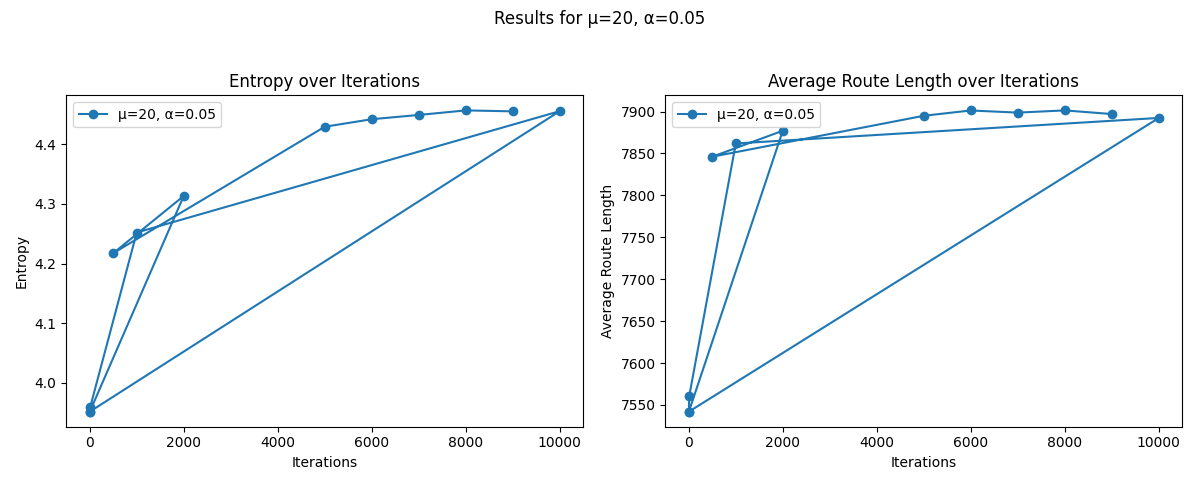 Results for μ=20, α=0.05
Entropy over Iterations
μ=20, α=0.05
Entropy
4.4
4.3
4.2
4.1
4.0
0 2000 4000 6000 8000 10000
Iterations
Average Route Length over Iterations
μ=20, α=0.05
Average Route Length
7900
7850
7800
7750
7700
7650
7600
7550
0 2000 4000 6000 8000 10000
Iterations